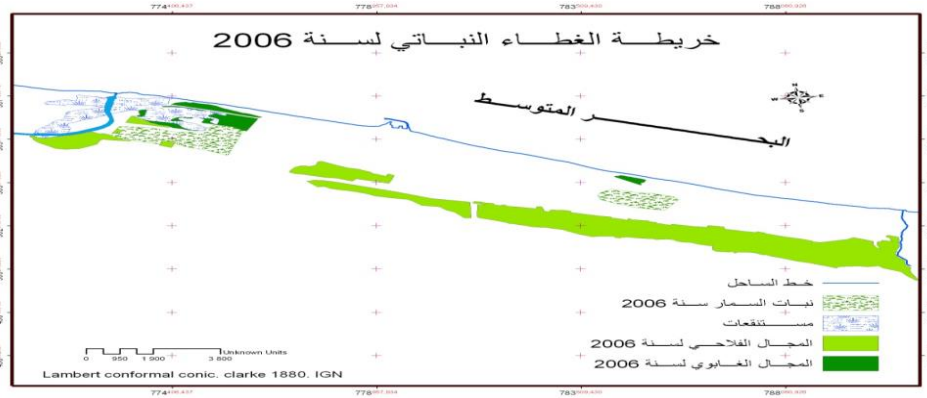 خريطة الغطاء النباتي لسنة 2006
البحر المتوسط
N
W E
S
خط الساحل
نبات السمار سنة 2006
مستنقعات
المجال الفلاحي لسنة 2006
المجال الغابوي لسنة 2006
0 950 1 900 3 800 Unknown Units
Lambert conformal conic. clarke 1880. IGN